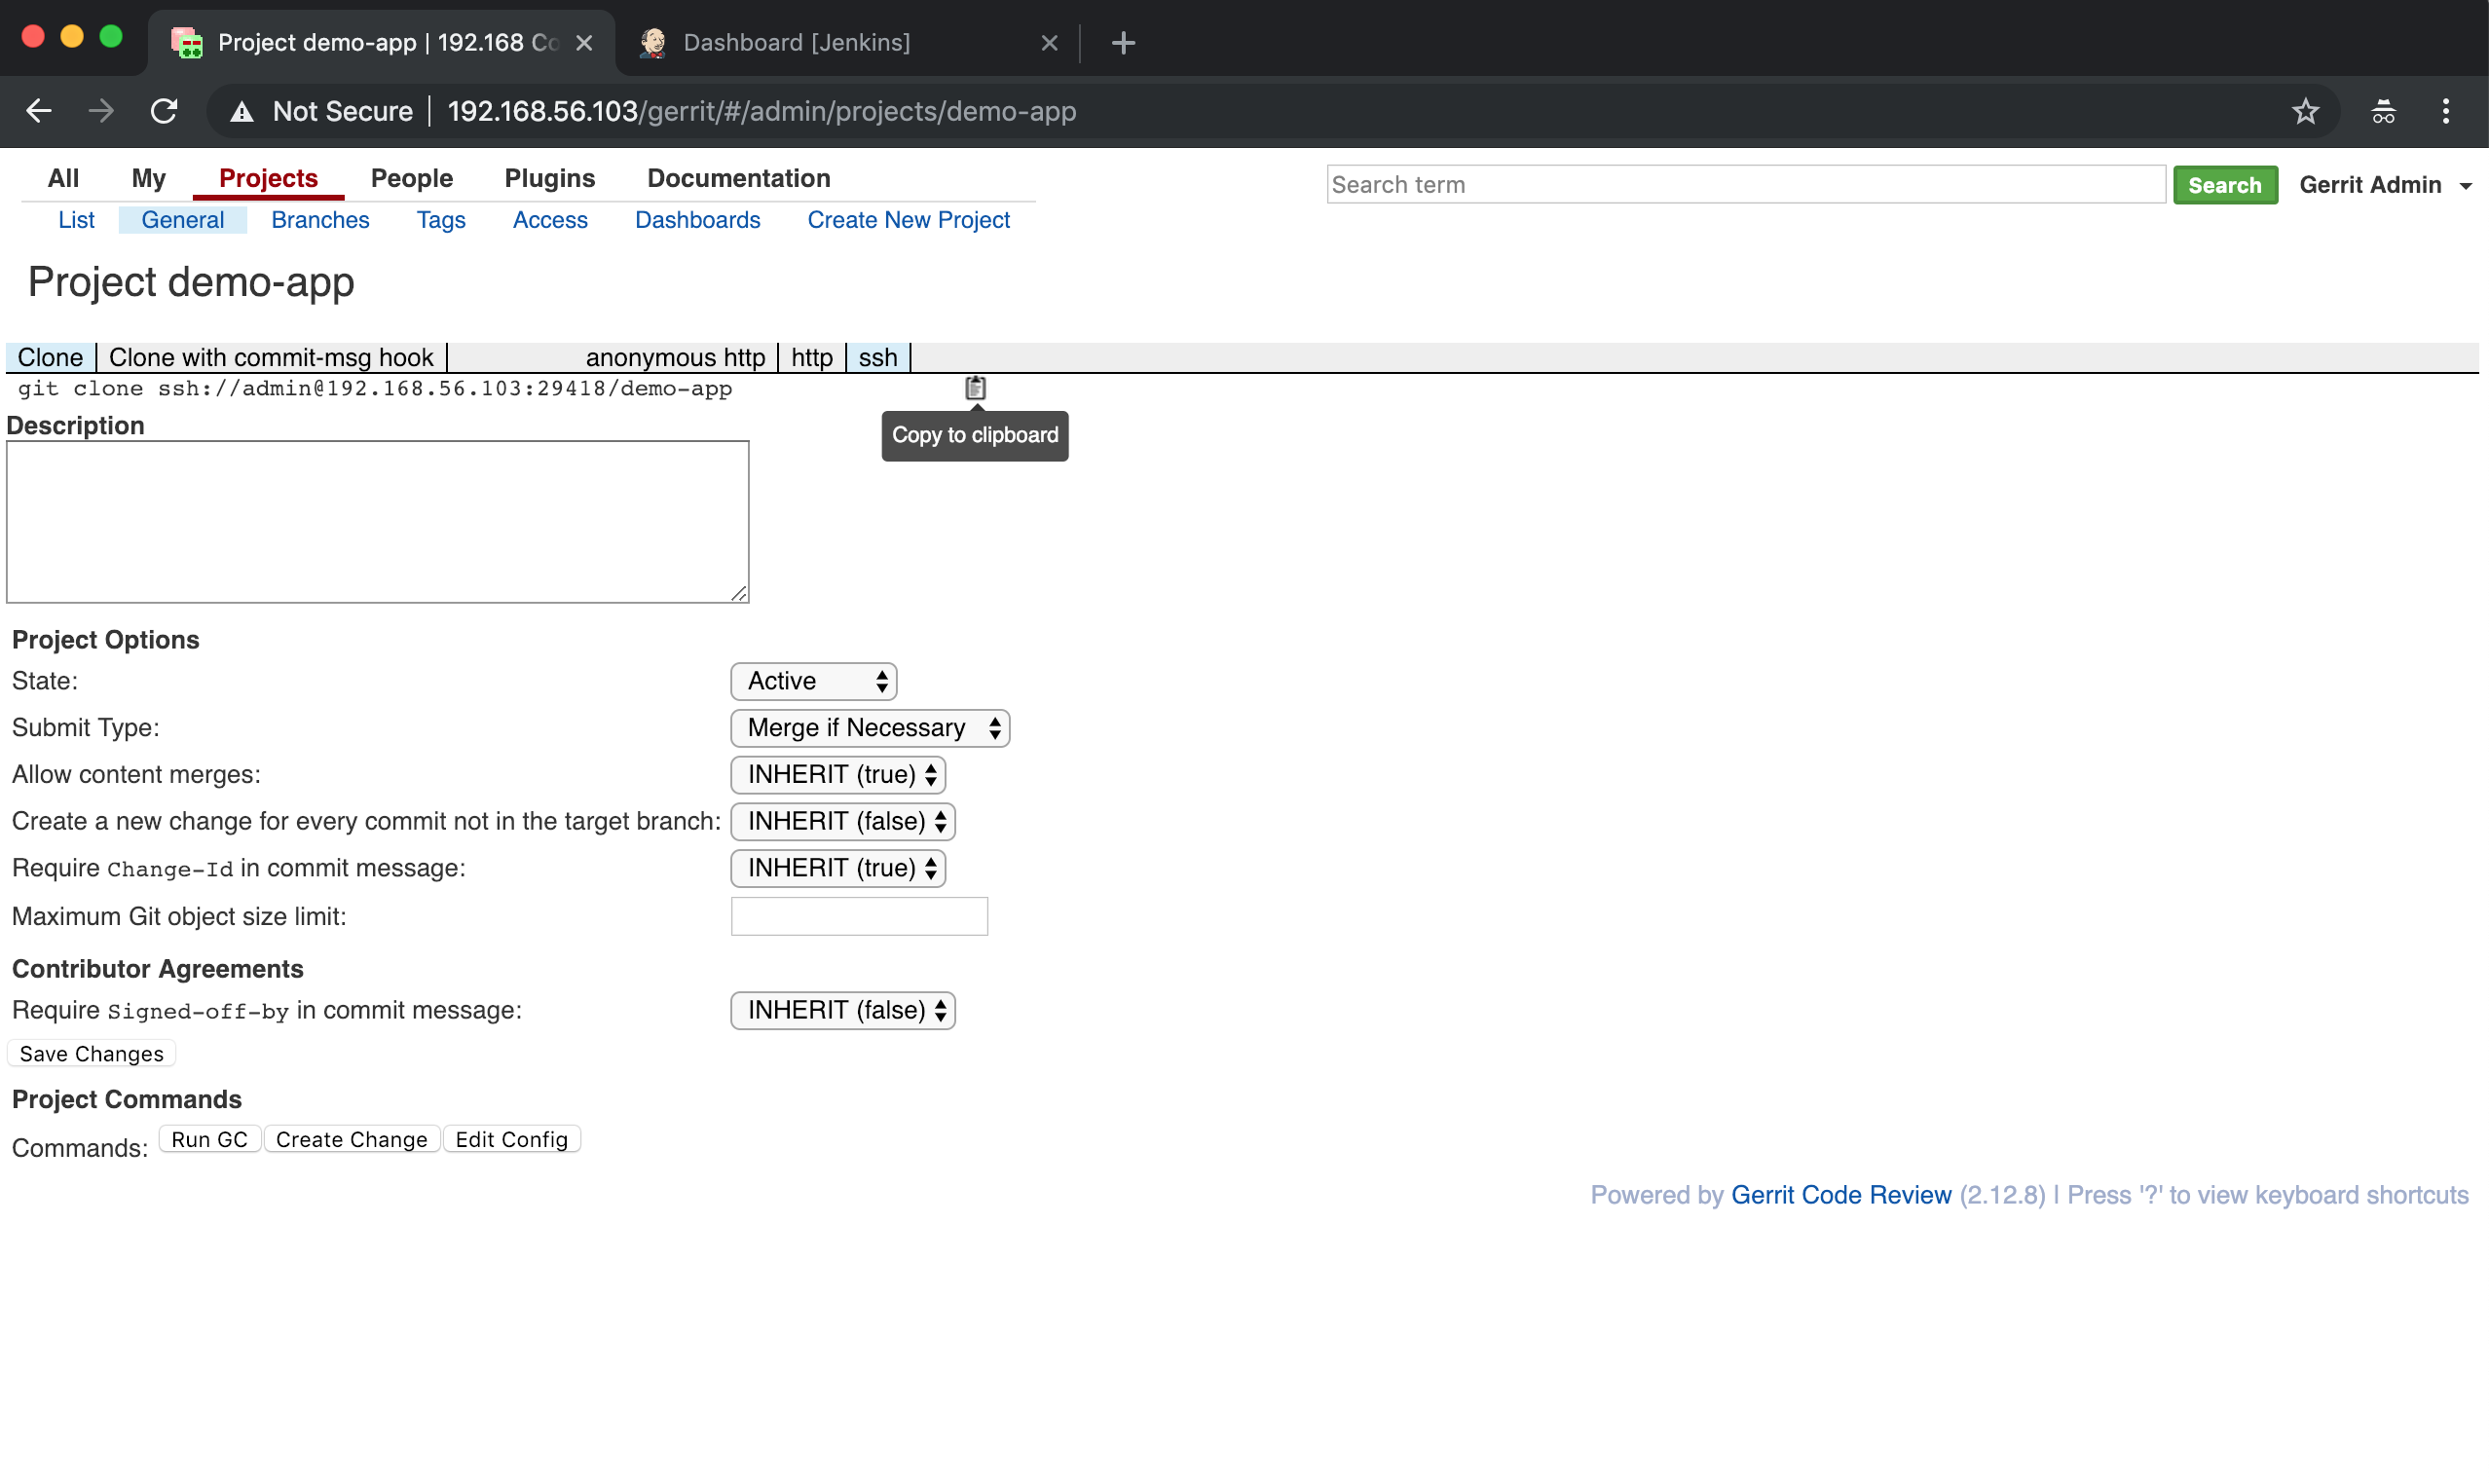 Project demo-app | 192.168 Co
Dashboard [Jenkins]
Not Secure | 192.168.56.103/gerrit/#/admin/projects/demo-app
All My Projects People Plugins Documentation
Search term Search Gerrit Admin
List General Branches Tags Access Dashboards Create New Project
Project demo-app
Clone Clone with commit-msg hook anonymous http http ssh
git clone ssh://admin@192.168.56.103:29418/demo-app
Copy to clipboard
Description
Project Options
State: Active
Submit Type: Merge if Necessary
Allow content merges: INHERIT (true)
Create a new change for every commit not in the target branch: INHERIT (false)
Require Change-Id in commit message: INHERIT (true)
Maximum Git object size limit:
Contributor Agreements
Require Signed-off-by in commit message: INHERIT (false)
Save Changes
Project Commands
Commands: Run GC Create Change Edit Config
Powered by Gerrit Code Review (2.12.8) | Press '?' to view keyboard shortcuts